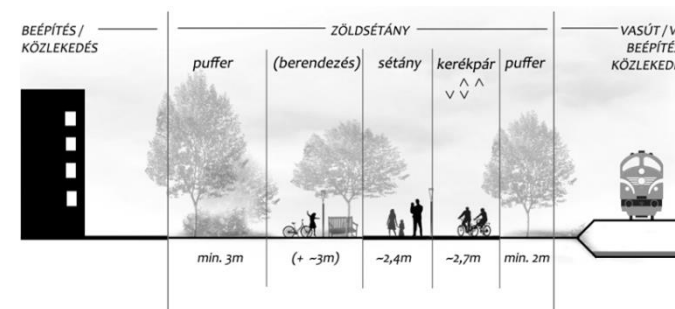 BEÉPÍTÉS /
KÖZLEKEDÉS
ZÖLDSÉTÁNY
VASÚT /
BEÉPÍTÉ
KÖZLEKED
puffer (berendezés) sétány kerékpár puffer
min. 3m (+ ~3m) ~2,4m ~2,7m min. 2m